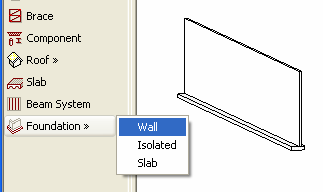 Brace
Component
Roof »
Slab
Beam System
Foundation »
Wall
Isolated
Slab